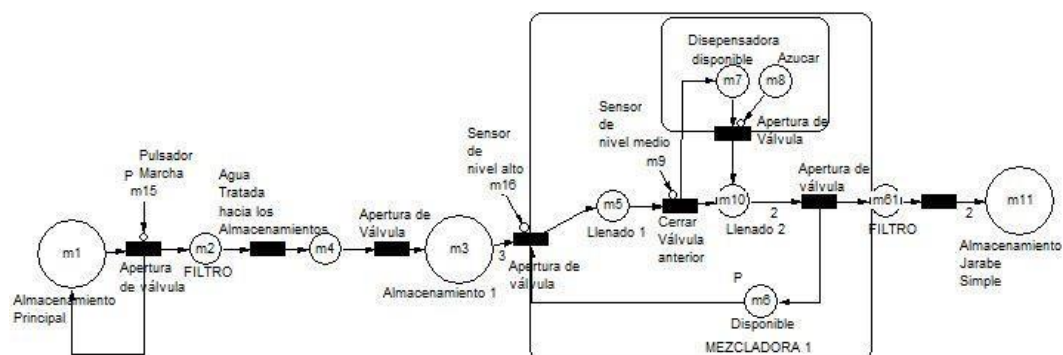 Disepensadora
disponible
Azucar
m7
m8
Sensor
de
nivel medio
m9
Apertura de
Válvula
Sensor
de
nivel alto
m16
Pulsador
Marcha
P
m15
Agua
Tratada
hacia los
Almacenamientos
Apertura de
Válvula
Apertura de
válvula
m5
Llenado 1
Cerrar
Válvula
anterior
m10
Llenado 2
2
m61
FILTRO
2
m11
Almacenamiento
Jarabe
Simple
m1
Almacenamiento
Principal
Apertura
de válvula
m2
FILTRO
m4
m3
Almacenamiento 1
3
Apertura de
válvula
P
m6
Disponible
MEZCLADORA 1